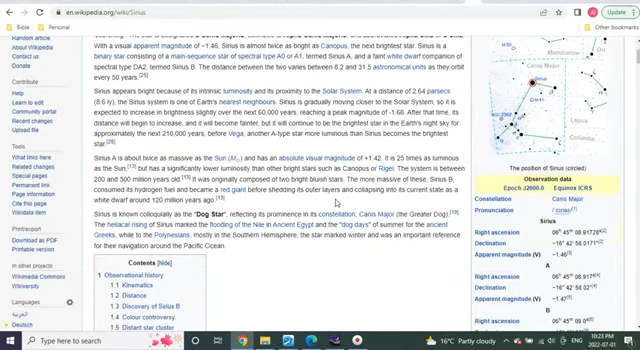 en.wikipedia.org/wiki/Sirius
Update
Bible
Personal
Random article
About Wikipedia
Contact us
Donate
Contribute
Help
Learn to edit
Community portal
Recent changes
Upload file
Tools
What links here
Related changes
Special pages
Permanent link
Page information
Cite this page
Wikidata item
Print/export
Download as PDF
Printable version
In other projects
Wikimedia Commons
Wikiversity
Languages
العربية
Deutsch
With a visual apparent magnitude of −1.46, Sirius is almost twice as bright as Canopus, the next brightest star. Sirius is a
binary star consisting of a main-sequence star of spectral type A0 or A1, termed Sirius A, and a faint white dwarf companion
of spectral type DA2, termed Sirius B. The distance between the two varies between 8.2 and 31.5 astronomical units as they orbit
every 50 years.[25]
Sirius appears bright because of its intrinsic luminosity and its proximity to the Solar System. At a distance of 2.64 parsecs
(8.6 ly), the Sirius system is one of Earth's nearest neighbours. Sirius is gradually moving closer to the Solar System, so it is
expected to increase in brightness slightly over the next 60,000 years, reaching a peak magnitude of -1.68. After that time,
its distance will begin to increase, and it will become fainter, but it will continue to be the brightest star in the Earth's night sky for
approximately the next 210,000 years, before Vega, another A-type star more luminous than Sirius becomes the brightest
star.[26]
Sirius A is about twice as massive as the Sun (M☉) and has an absolute visual magnitude of +1.42. It is 25 times as luminous
as the Sun,[13] but has a significantly lower luminosity than other bright stars such as Canopus or Rigel. The system is between
200 and 300 million years old.[13] It was originally composed of two bright bluish stars. The more massive of these, Sirius B,
consumed its hydrogen fuel and became a red giant before shedding its outer layers and collapsing into its current state as a
white dwarf around 120 million years ago.[13]
Sirius is known colloquially as the "Dog Star", reflecting its prominence in its constellation, Canis Major (the Greater Dog).[19]
The heliacal rising of Sirius marked the flooding of the Nile in Ancient Egypt and the "dog days" of summer for the ancient
Greeks, while to the Polynesians, mostly in the Southern Hemisphere, the star marked winter and was an important reference
for their navigation around the Pacific Ocean.
Contents [hide]
1 Observational history
1.1 Kinematics
1.2 Distance
1.3 Discovery of Sirius B
1.4 Colour controversy
1.5 Distant star cluster
Canis Major
Sirius
M41
Lepus
Columba
The position of Sirius (circled)
Observation data
Epoch J2000.0 Equinox ICRS
Constellation Canis Major
Pronunciation
Sirius
Right ascension 06h 45m 08.91728s[2]
Declination −16° 42′ 58.0171″[2]
Apparent magnitude (V) −1.46[3]
A
Right ascension 06h 45m 08.917s[4]
Declination −16° 42′ 58.02″[4]
Apparent magnitude (V) −1.47[5]
B
Right ascension 06h 45m 09.0s[6]
Type here to search
16°C Partly cloudy
10:23 PM
2022-07-01